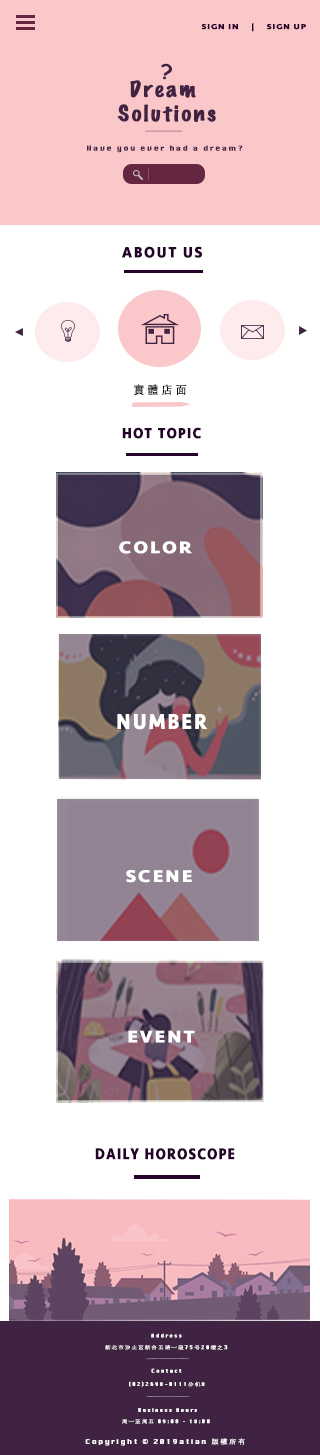 SIGN IN | SIGN UP
?
Dream
Solutions
Have you ever had a dream?
ABOUT US
實體店面
HOT TOPIC
COLOR
NUMBER
SCENE
EVENT
DAILY HOROSCOPE
Address
新北市汐止區新台五路一段75号20樓之3
Contact
(02)2698-0111分机8
Business Hours
周一至周五 09:00 - 18:00
Copyright © 2019atian 版權所有